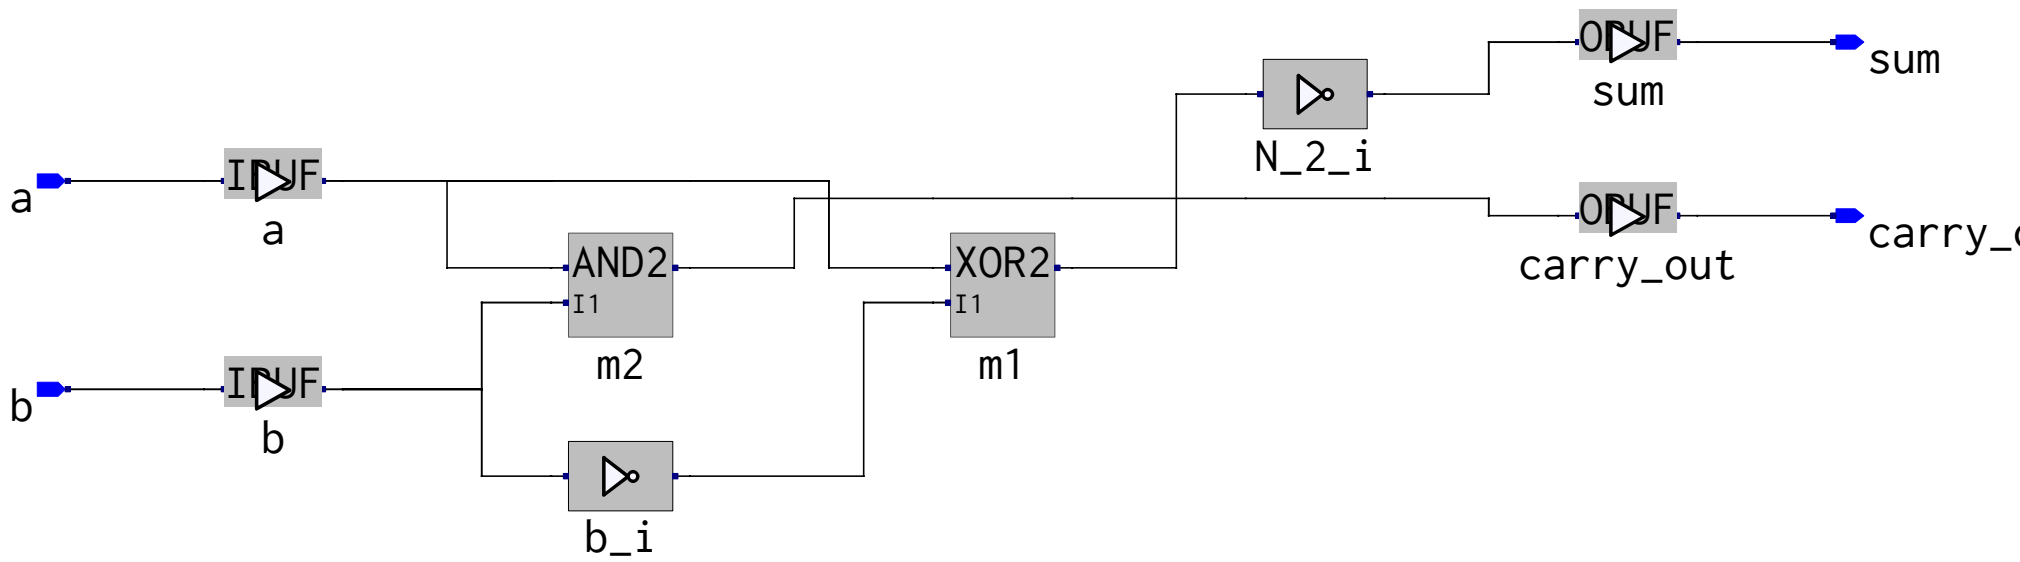 OBUF
sum
sum
N_2_i
IBUF
a
a
OBUF
carry_out
AND2
I1
m2
XOR2
I1
m1
IBUF
b
b
b_i